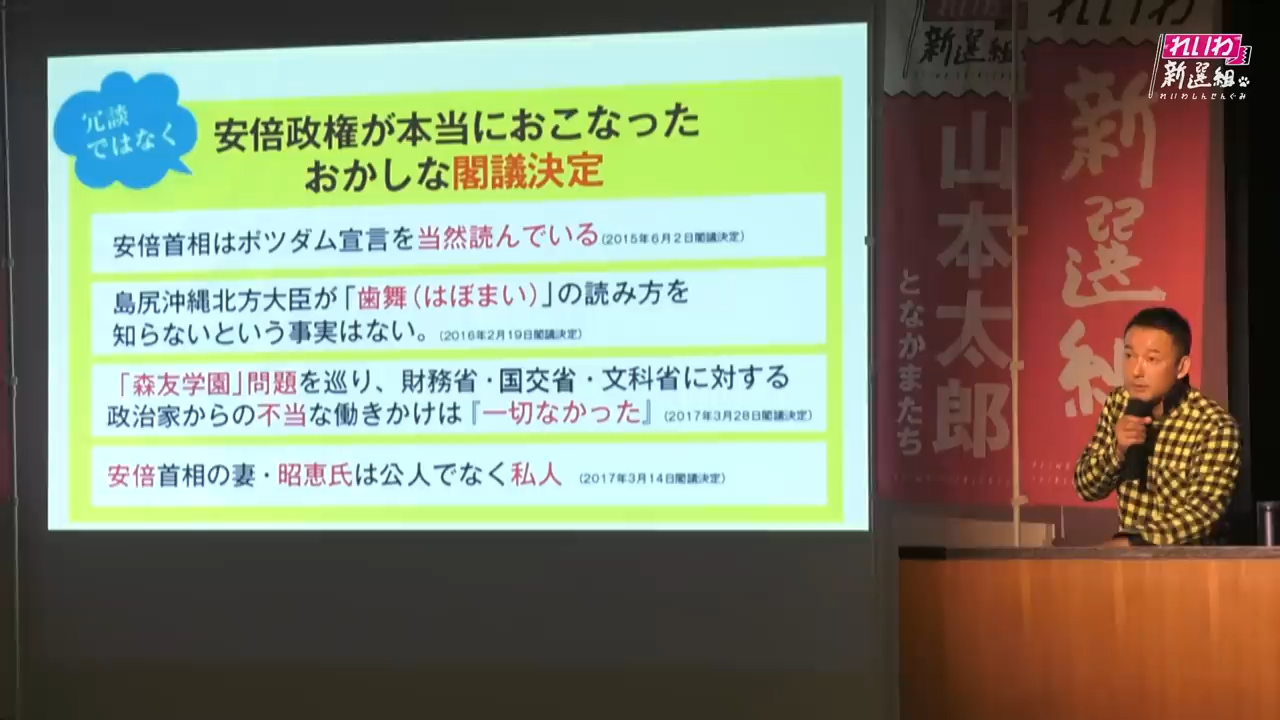 冗談
ではなく
安倍政権が本当におこなった
おかしな閣議決定
安倍首相はポツダム宣言を当然読んでいる(2015年6月2日閣議決定)
島尻沖縄北方大臣が「歯舞(はぼまい)」の読み方を
知らないという事実はない。(2016年2月19日閣議決定)
「森友学園」問題を巡り、財務省・国交省・文科省に対する
政治家からの不当な働きかけは『一切なかった』(2017年3月28日閣議決定)
安倍首相の妻・昭恵氏は公人でなく私人 (2017年3月14日閣議決定)
れいわ
新選組
山本太郎
となかまたち
れいわ
新選組
れいわ
新選組
れいわしんせんぐみ